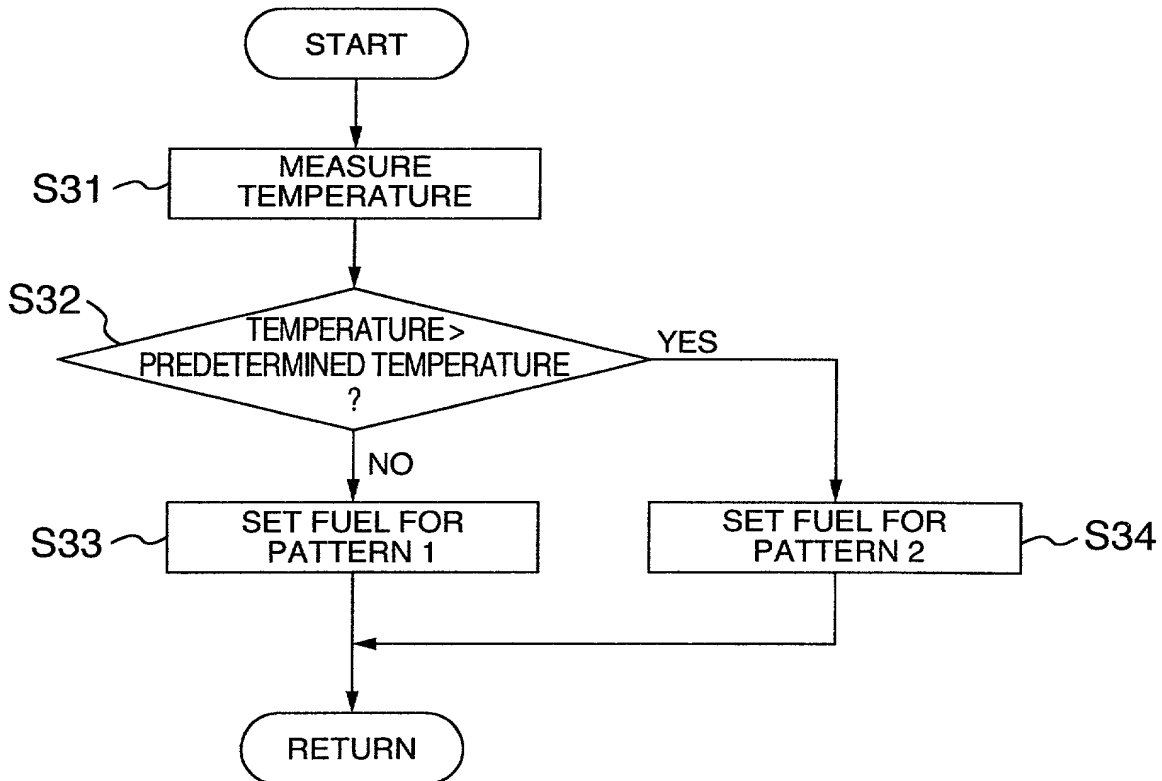 START
S31
MEASURE
TEMPERATURE
S32
TEMPERATURE>
PREDETERMINED TEMPERATURE
?
YES
NO
S33
SET FUEL FOR
PATTERN 1
SET FUEL FOR
PATTERN 2
S34
RETURN